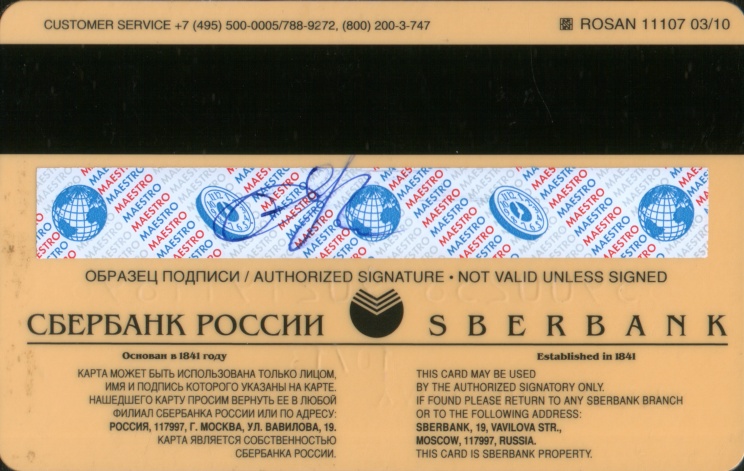 CUSTOMER SERVICE +7 (495) 500-0005/788-9272, (800) 200-3-747
ROSAN 11107 03/10
MAESTRO MAESTRO MAESTRO MAESTRO
ОБРАЗЕЦ ПОДПИСИ / AUTHORIZED SIGNATURE • NOT VALID UNLESS SIGNED
СБЕРБАНК РОССИИ
SBERBANK
Основан в 1841 году
Established in 1841
КАРТА МОЖЕТ БЫТЬ ИСПОЛЬЗОВАНА ТОЛЬКО ЛИЦОМ,
ИМЯ И ПОДПИСЬ КОТОРОГО УКАЗАНЫ НА КАРТЕ.
НАШЕДШЕГО КАРТУ ПРОСИМ ВЕРНУТЬ ЕЕ В ЛЮБОЙ
ФИЛИАЛ СБЕРБАНКА РОССИИ ИЛИ ПО АДРЕСУ:
РОССИЯ, 117997, Г. МОСКВА, УЛ. ВАВИЛОВА, 19.
КАРТА ЯВЛЯЕТСЯ СОБСТВЕННОСТЬЮ
СБЕРБАНКА РОССИИ.
THIS CARD MAY BE USED
BY THE AUTHORIZED SIGNATORY ONLY.
IF FOUND PLEASE RETURN TO ANY SBERBANK BRANCH
OR TO THE FOLLOWING ADDRESS:
SBERBANK, 19, VAVILOVA STR.,
MOSCOW, 117997, RUSSIA.
THIS CARD IS SBERBANK PROPERTY.